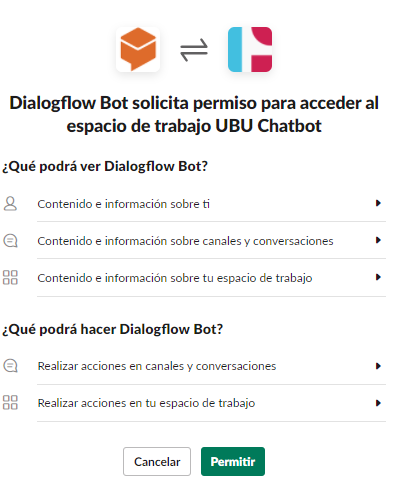 Dialogflow Bot solicita permiso para acceder al
espacio de trabajo UBU Chatbot
¿Qué podrá ver Dialogflow Bot?
Contenido e información sobre ti
Contenido e información sobre canales y conversaciones
Contenido e información sobre tu espacio de trabajo
¿Qué podrá hacer Dialogflow Bot?
Realizar acciones en canales y conversaciones
Realizar acciones en tu espacio de trabajo
Cancelar
Permitir